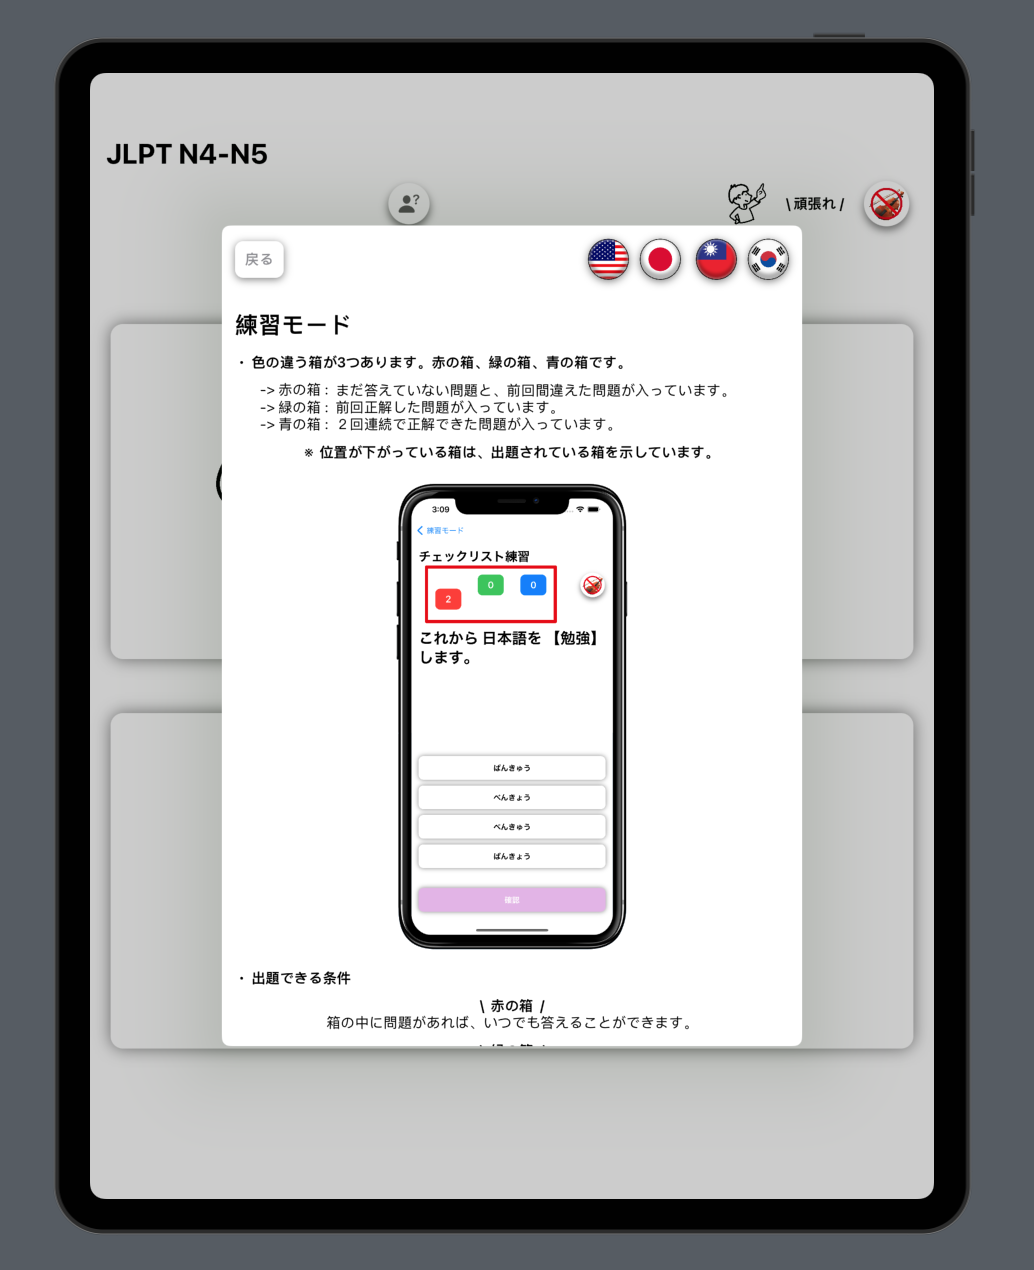 JLPT N4-N5
?
\ 頑張れ /
戻る
練習モード
・ 色の違う箱が3つあります。赤の箱、緑の箱、青の箱です。
-> 赤の箱 : まだ答えていない問題と、前回間違えた問題が入っています。
-> 緑の箱 : 前回正解した問題が入っています。
-> 青の箱 : ２回連続で正解できた問題が入っています。
※ 位置が下がっている箱は、出題されている箱を示しています。
3:09
練習モード
チェックリスト練習
2 0 0
これから 日本語を 【勉強】
します。
ばんきゅう
べんきょう
べんきゅう
ばんきょう
確認
・ 出題できる条件
\ 赤の箱 /
箱の中に問題があれば、いつでも答えることができます。